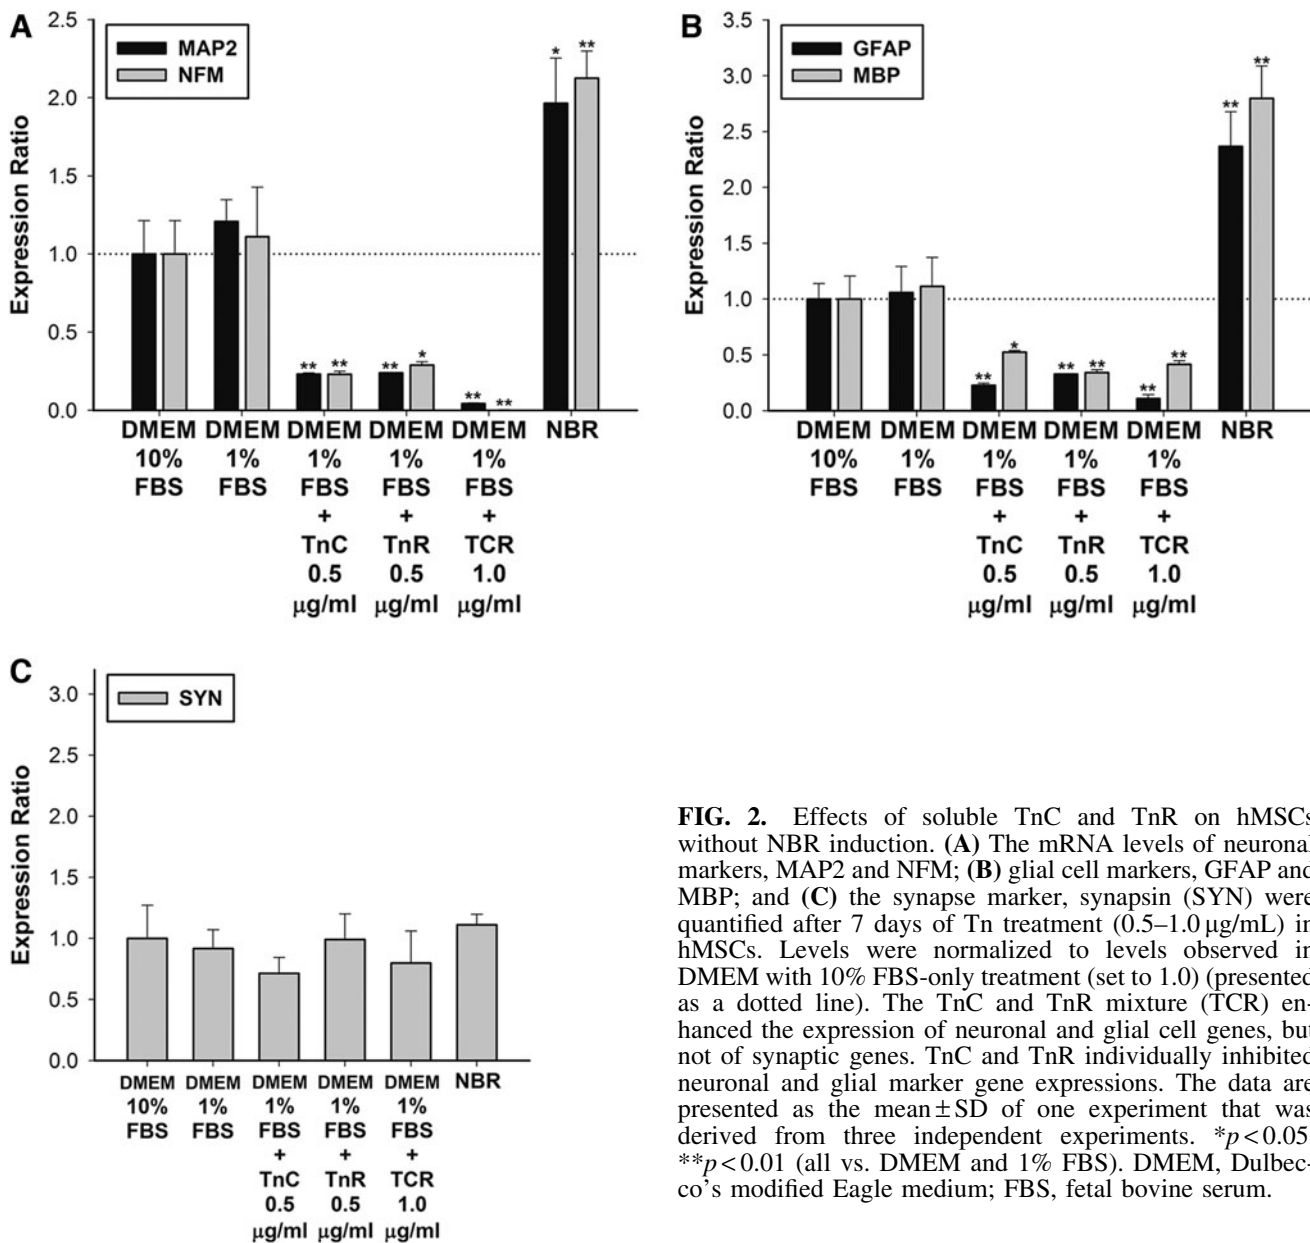 A
2.5
2.0
1.5
1.0
0.5
0.0
Expression Ratio
MAP2
NFM
* **
** ** ** * ** **
DMEM DMEM DMEM DMEM DMEM NBR
10% 1% 1% 1% 1%
FBS FBS FBS FBS FBS
+ + +
TnC TnR TCR
0.5 0.5 1.0
µg/ml µg/ml µg/ml
B
3.5
3.0
2.5
2.0
1.5
1.0
0.5
0.0
Expression Ratio
GFAP
MBP
** **
** * ** ** ** **
DMEM DMEM DMEM DMEM DMEM NBR
10% 1% 1% 1% 1%
FBS FBS FBS FBS FBS
+ + +
TnC TnR TCR
0.5 0.5 1.0
µg/ml µg/ml µg/ml
C
3.0
2.5
2.0
1.5
1.0
0.5
0.0
Expression Ratio
SYN
DMEM DMEM DMEM DMEM DMEM NBR
10% 1% 1% 1% 1%
FBS FBS FBS FBS FBS
+ + +
TnC TnR TCR
0.5 0.5 1.0
µg/ml µg/ml µg/ml
FIG. 2. Effects of soluble TnC and TnR on hMSCs
without NBR induction. (A) The mRNA levels of neuronal
markers, MAP2 and NFM; (B) glial cell markers, GFAP and
MBP; and (C) the synapse marker, synapsin (SYN) were
quantified after 7 days of Tn treatment (0.5–1.0 µg/mL) in
hMSCs. Levels were normalized to levels observed in
DMEM with 10% FBS-only treatment (set to 1.0) (presented
as a dotted line). The TnC and TnR mixture (TCR) en-
hanced the expression of neuronal and glial cell genes, but
not of synaptic genes. TnC and TnR individually inhibited
neuronal and glial marker gene expressions. The data are
presented as the mean ± SD of one experiment that was
derived from three independent experiments. *p < 0.05
**p < 0.01 (all vs. DMEM and 1% FBS). DMEM, Dulbec-
co's modified Eagle medium; FBS, fetal bovine serum.